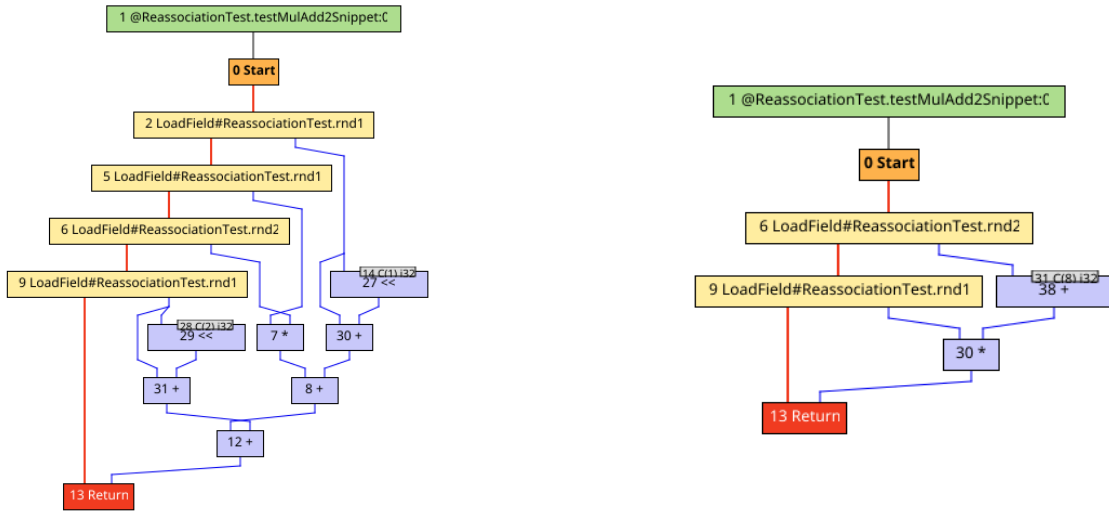 1 @ReassociationTest.testMulAdd2Snippet:C
0 Start
2 LoadField#ReassociationTest.rnd1
5 LoadField#ReassociationTest.rnd1
6 LoadField#ReassociationTest.rnd2
9 LoadField#ReassociationTest.rnd1
14 C(1) i32
27 <<
28 C(2) i32
29 <<
7 *
30 +
31 +
8 +
12 +
13 Return
1 @ReassociationTest.testMulAdd2Snippet:C
0 Start
6 LoadField#ReassociationTest.rnd2
31 C(8) i32
38 +
9 LoadField#ReassociationTest.rnd1
30 *
13 Return